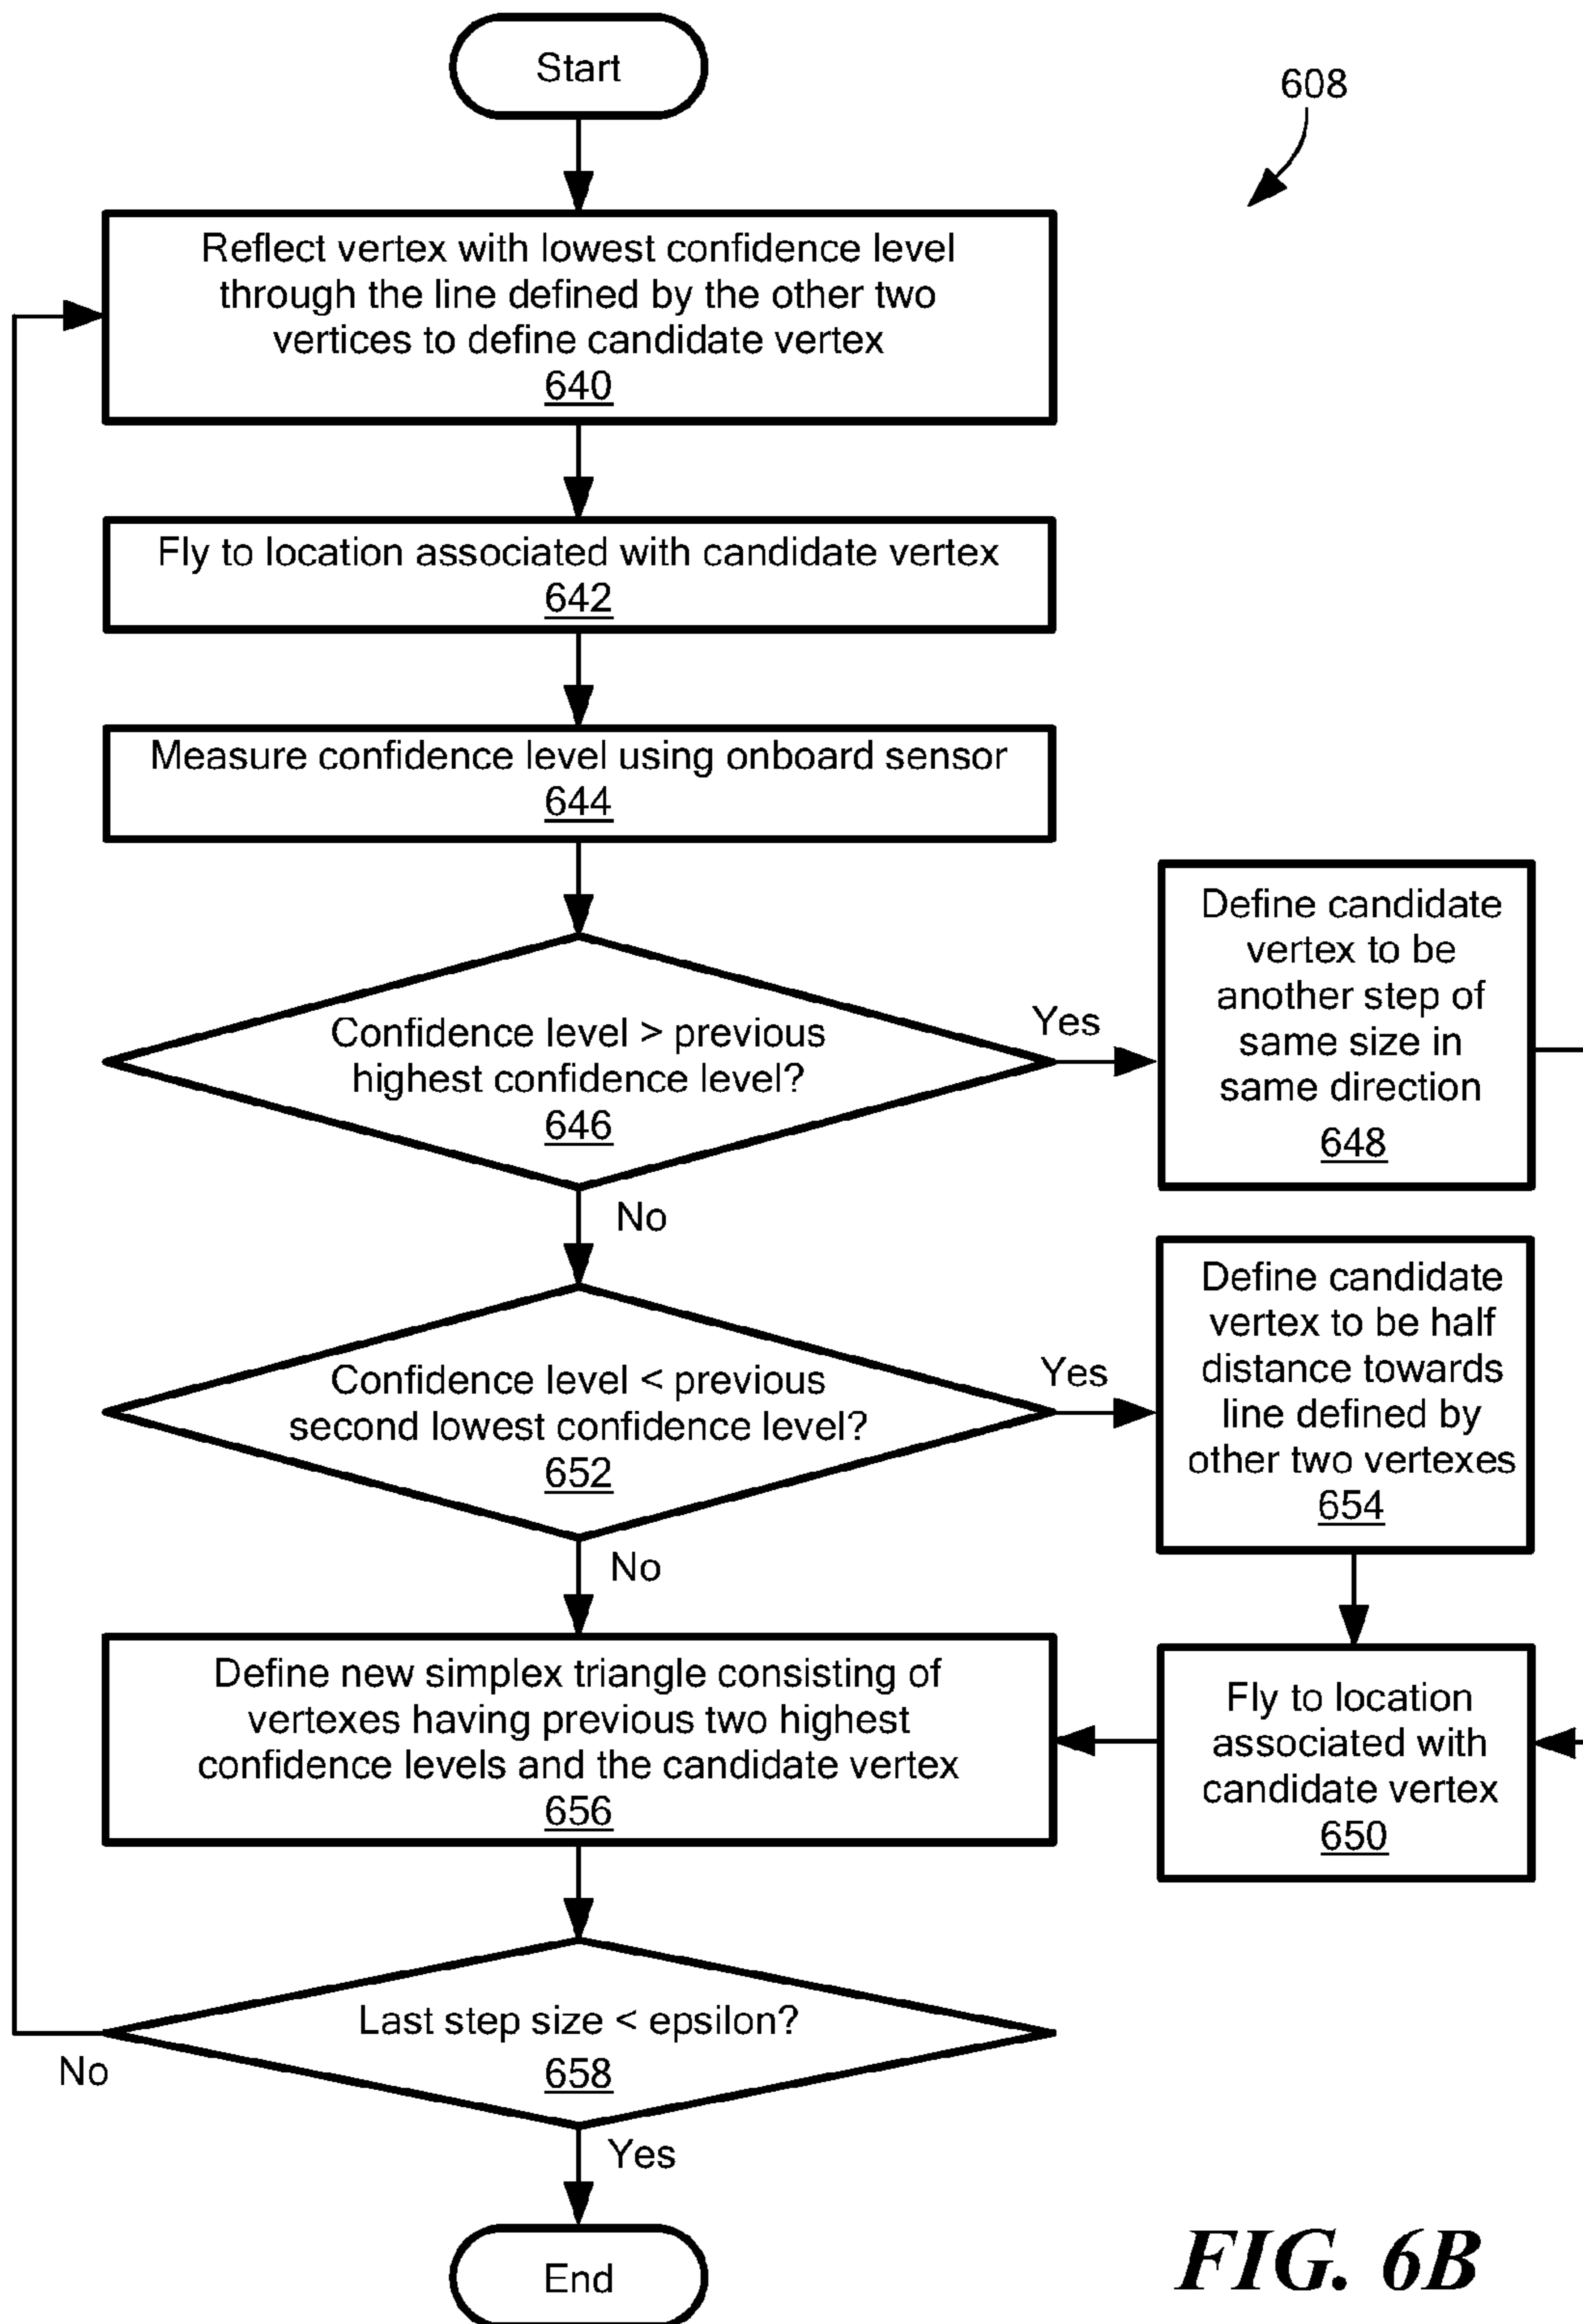 Start
608
Reflect vertex with lowest confidence level
through the line defined by the other two
vertices to define candidate vertex
640
Fly to location associated with candidate vertex
642
Measure confidence level using onboard sensor
644
Confidence level > previous
highest confidence level?
646
Yes
Define candidate
vertex to be
another step of
same size in
same direction
648
No
Confidence level < previous
second lowest confidence level?
652
Yes
Define candidate
vertex to be half
distance towards
line defined by
other two vertexes
654
No
Define new simplex triangle consisting of
vertexes having previous two highest
confidence levels and the candidate vertex
656
Fly to location
associated with
candidate vertex
650
Last step size < epsilon?
658
No
Yes
End
FIG. 6B